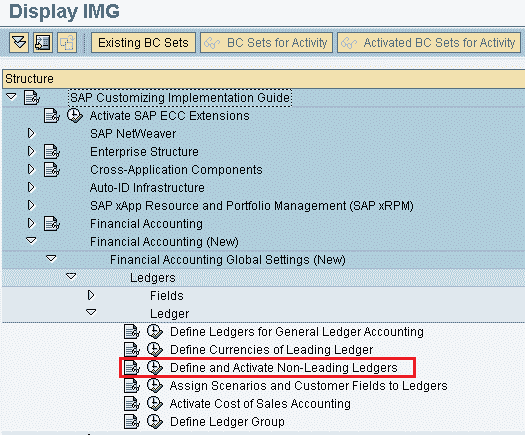 Display IMG
Existing BC Sets BC Sets for Activity Activated BC Sets for Activity
Structure
SAP Customizing Implementation Guide
Activate SAP ECC Extensions
SAP NetWeaver
Enterprise Structure
Cross-Application Components
Auto-ID Infrastructure
SAP xApp Resource and Portfolio Management (SAP xRPM)
Financial Accounting
Financial Accounting (New)
Financial Accounting Global Settings (New)
Ledgers
Fields
Ledger
Define Ledgers for General Ledger Accounting
Define Currencies of Leading Ledger
Define and Activate Non-Leading Ledgers
Assign Scenarios and Customer Fields to Ledgers
Activate Cost of Sales Accounting
Define Ledger Group